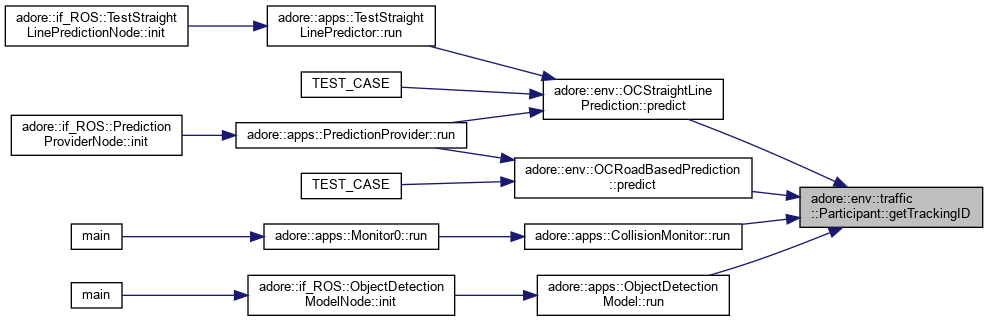 adore::if_ROS::TestStraight
LinePredictionNode::init
adore::apps::TestStraight
LinePredictor::run
TEST_CASE
adore::env::OCStraightLine
Prediction::predict
adore::if_ROS::Prediction
ProviderNode::init
adore::apps::PredictionProvider::run
adore::env::OCRoadBasedPrediction
::predict
TEST_CASE
adore::env::traffic
::Participant::getTrackingID
main
adore::apps::Monitor0::run
adore::apps::CollisionMonitor::run
main
adore::if_ROS::ObjectDetection
ModelNode::init
adore::apps::ObjectDetection
Model::run